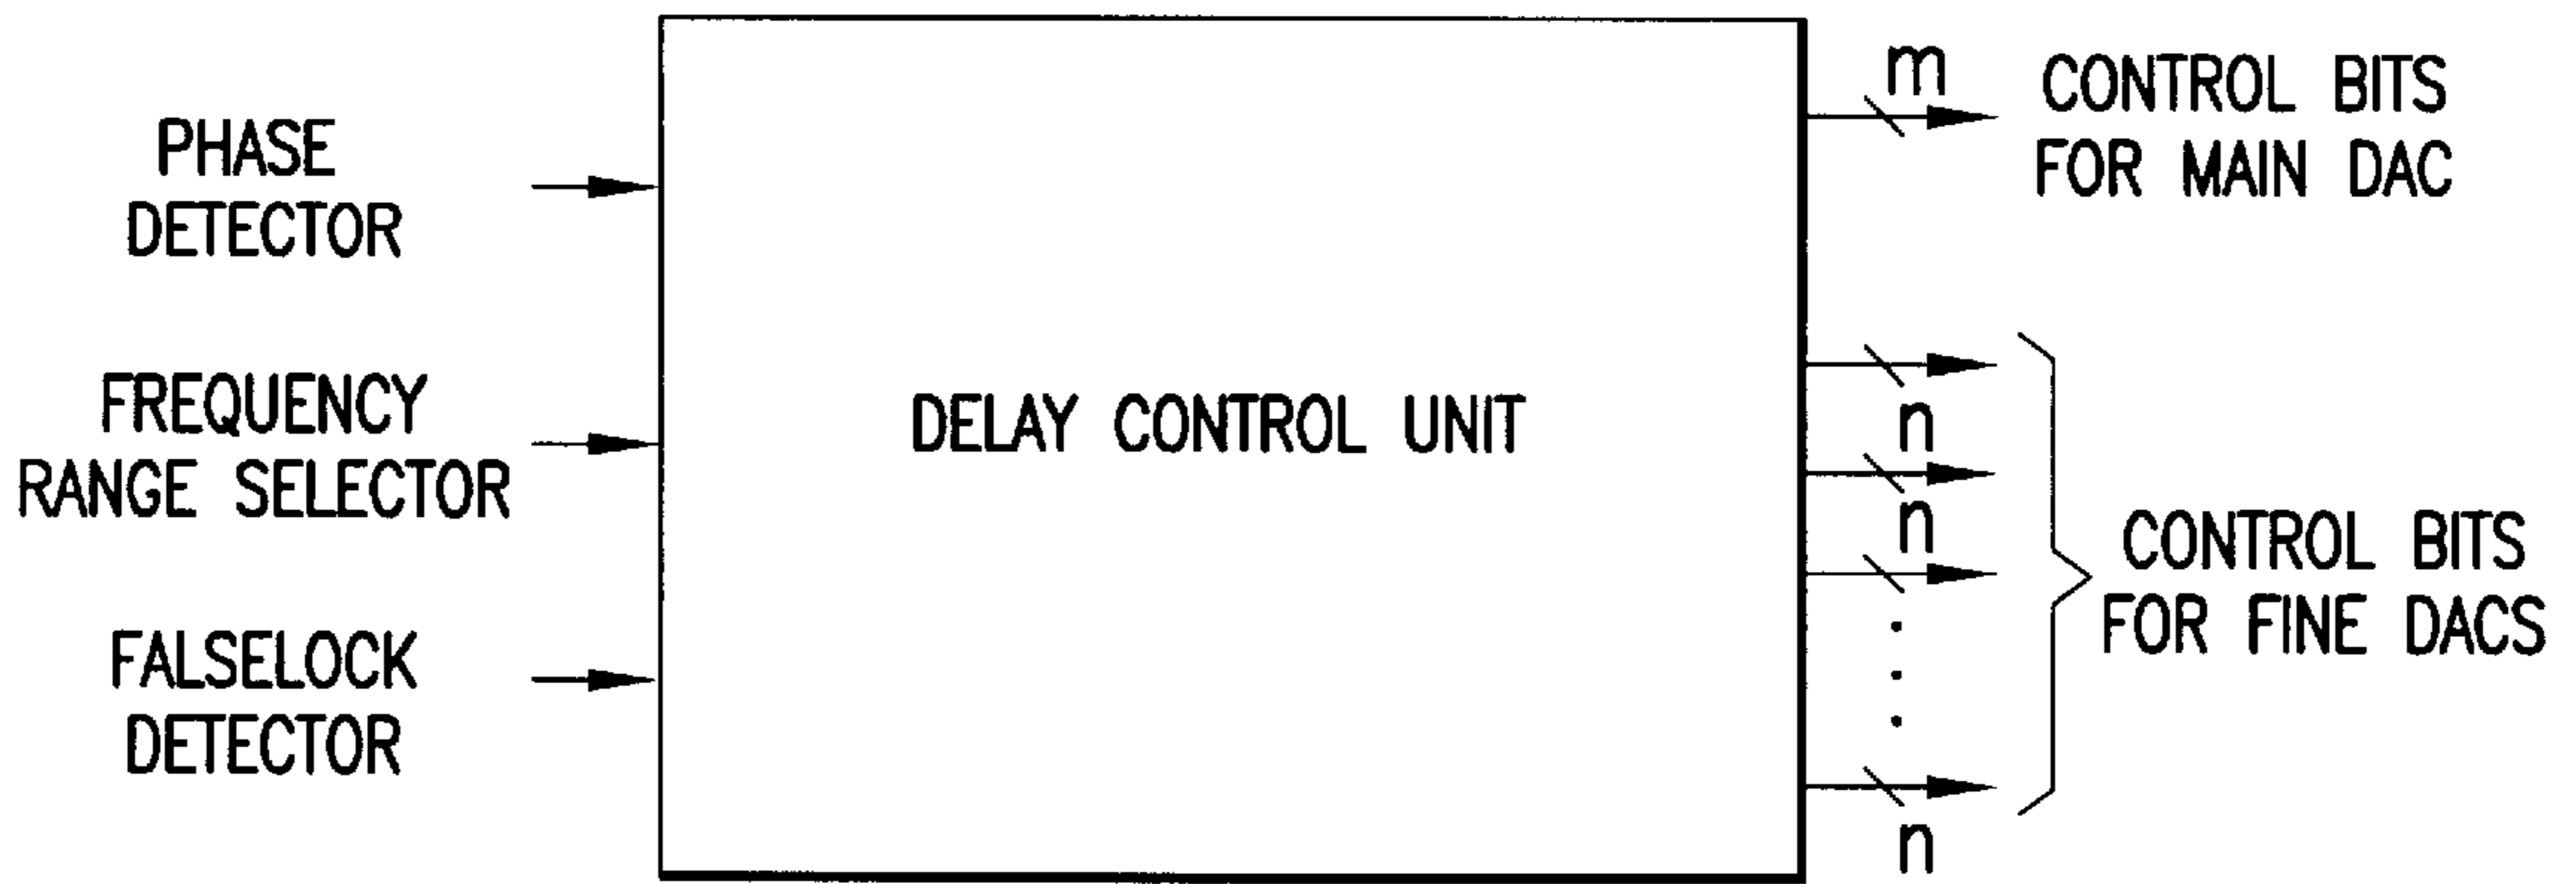 PHASE
DETECTOR
FREQUENCY
RANGE SELECTOR
FALSELOCK
DETECTOR
DELAY CONTROL UNIT
m
CONTROL BITS
FOR MAIN DAC
n
n
n
CONTROL BITS
FOR FINE DACS